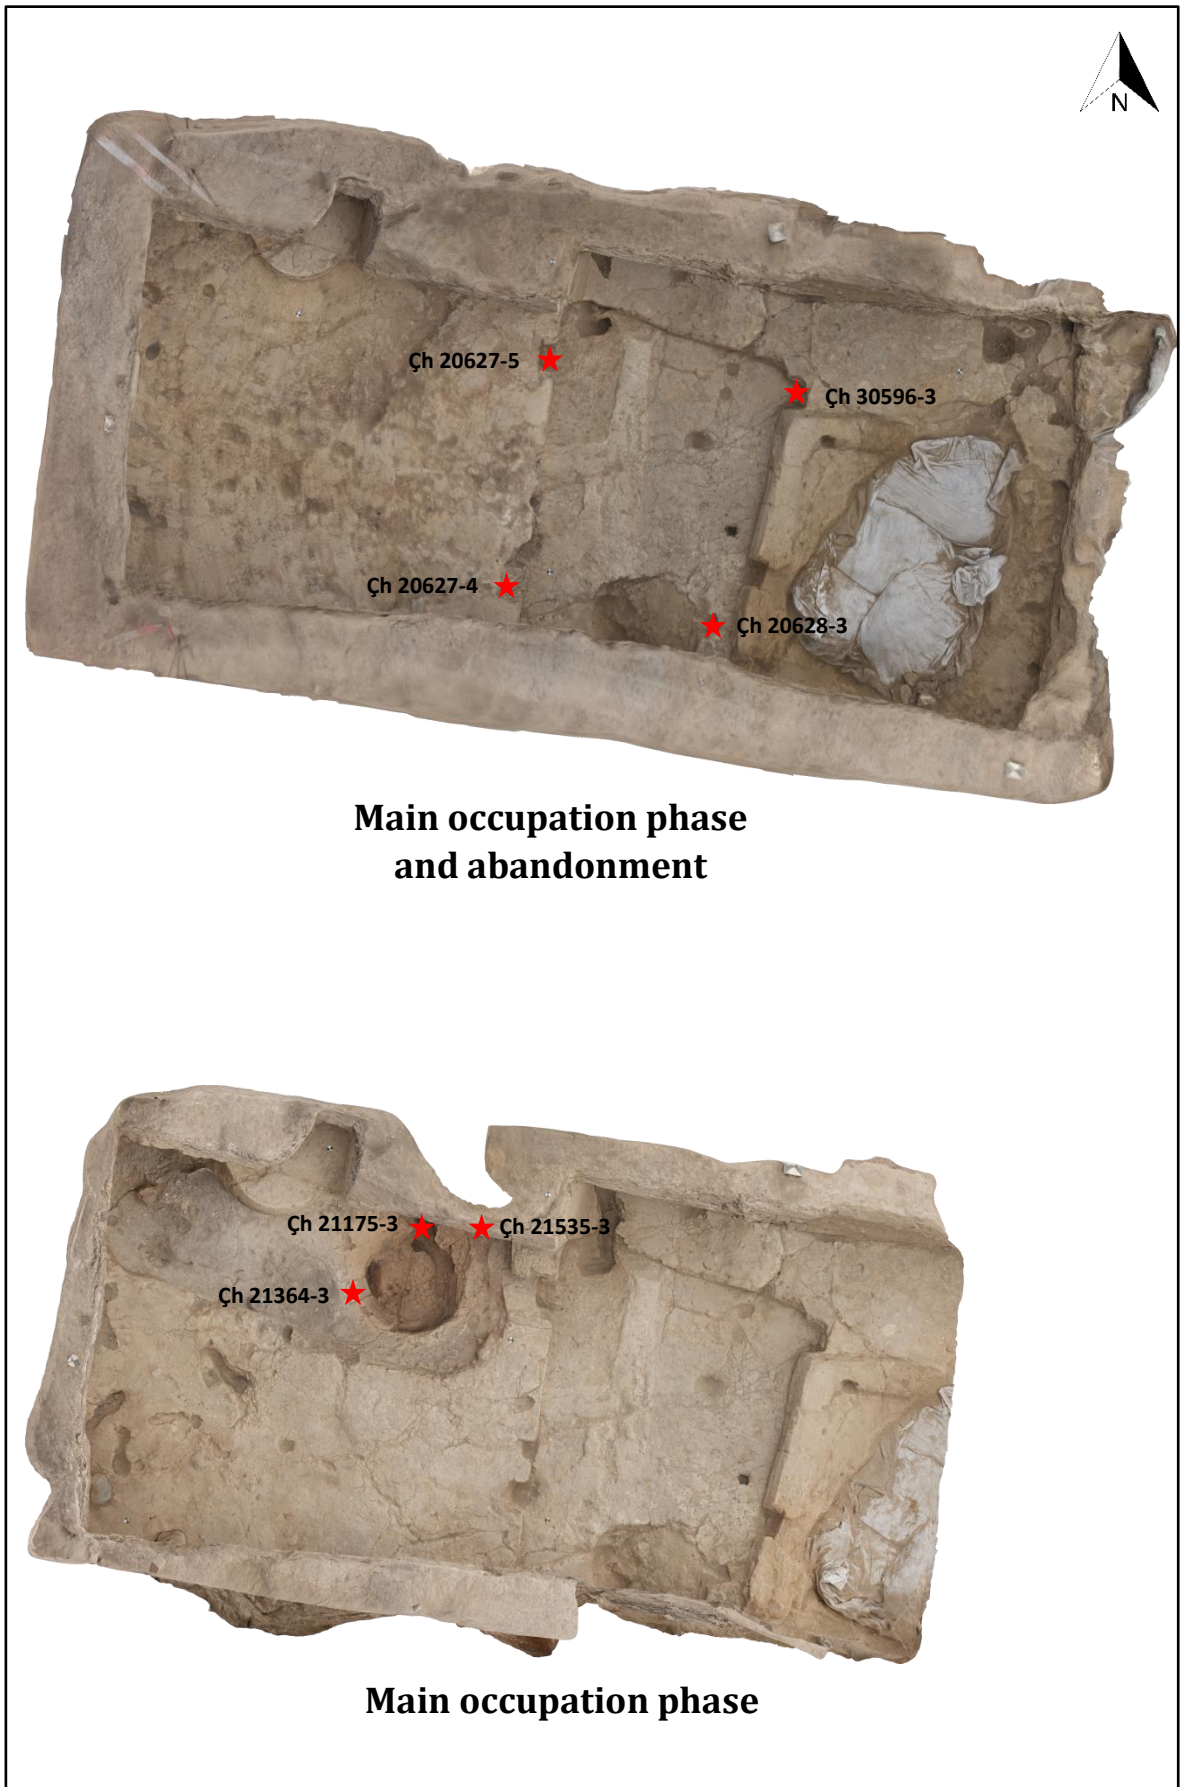 N
Çh 20627-5
Çh 30596-3
Çh 20627-4
Çh 20628-3
Main occupation phase
and abandonment
Çh 21175-3
Çh 21535-3
Çh 21364-3
Main occupation phase